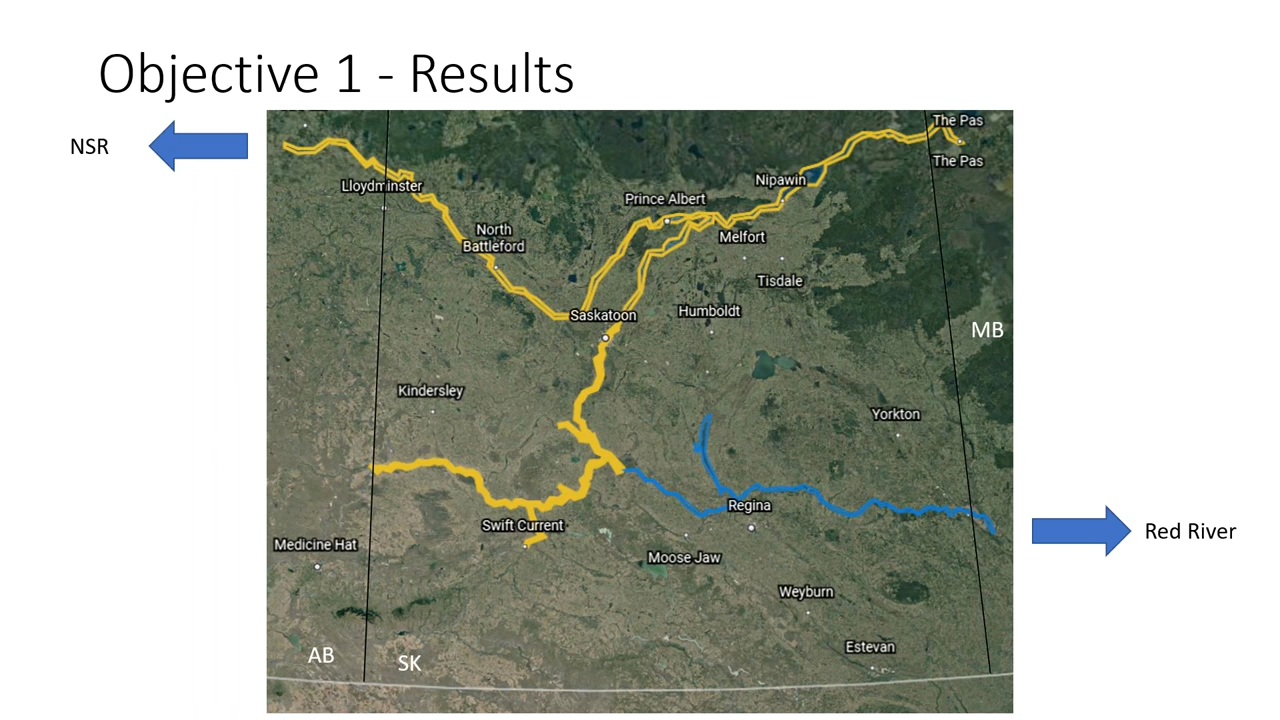 Objective 1 - Results
NSR
The Pas
The Pas
Lloydminster
Nipawin
Prince Albert
North
Battleford
Melfort
Tisdale
Saskatoon
Humboldt
MB
Kindersley
Yorkton
Regina
Swift Current
Red River
Medicine Hat
Moose Jaw
Weyburn
Estevan
AB
SK